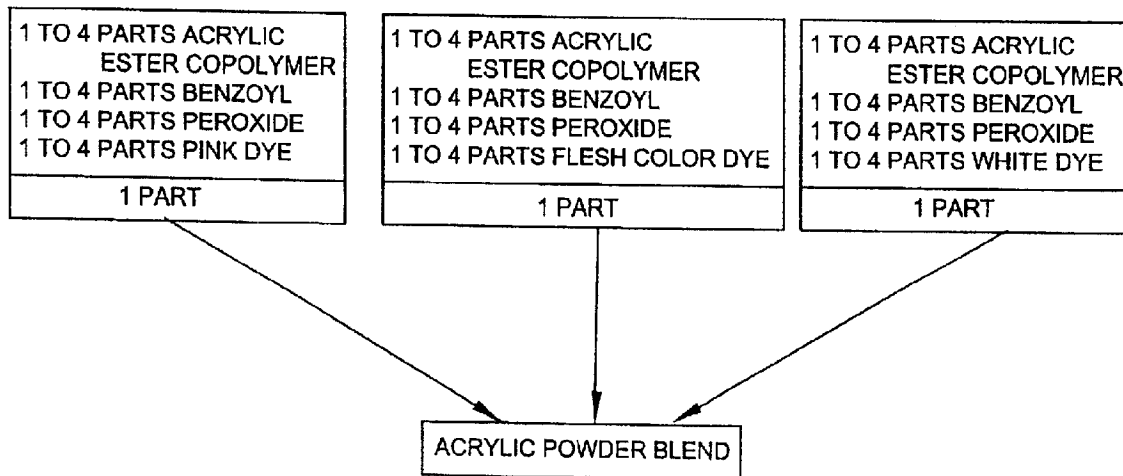 1 TO 4 PARTS ACRYLIC
ESTER COPOLYMER
1 TO 4 PARTS BENZOYL
1 TO 4 PARTS PEROXIDE
1 TO 4 PARTS PINK DYE
1 PART
1 TO 4 PARTS ACRYLIC
ESTER COPOLYMER
1 TO 4 PARTS BENZOYL
1 TO 4 PARTS PEROXIDE
1 TO 4 PARTS FLESH COLOR DYE
1 PART
1 TO 4 PARTS ACRYLIC
ESTER COPOLYMER
1 TO 4 PARTS BENZOYL
1 TO 4 PARTS PEROXIDE
1 TO 4 PARTS WHITE DYE
1 PART
ACRYLIC POWDER BLEND